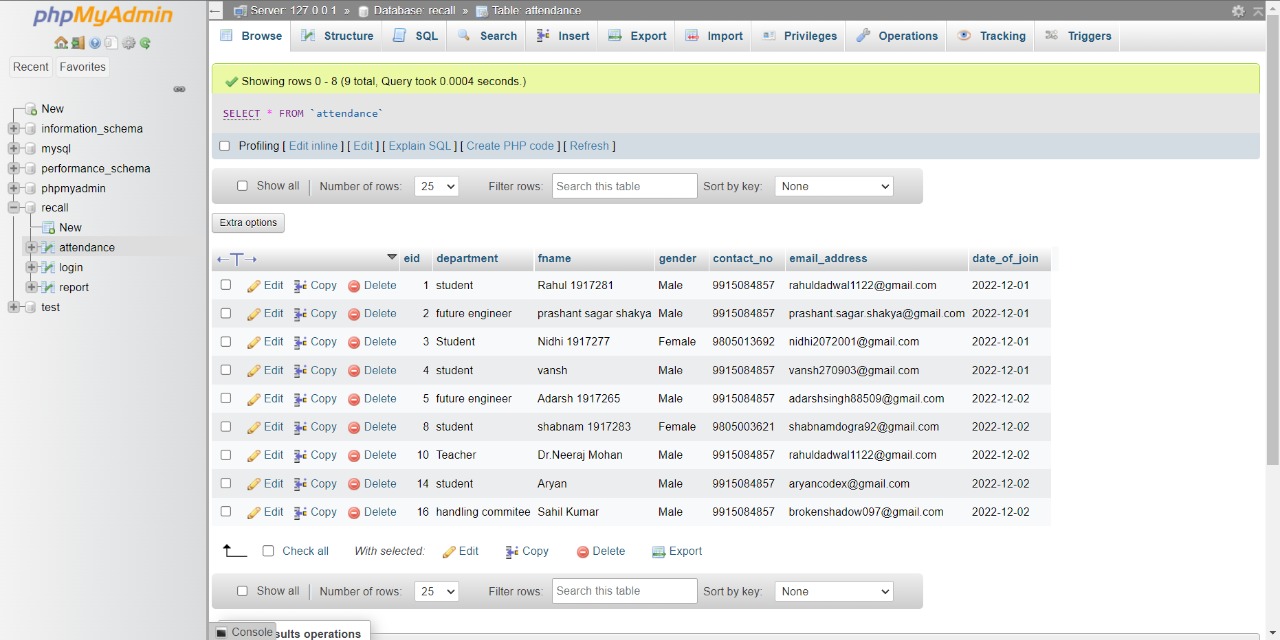 phpMyAdmin
Recent Favorites
New
information_schema
mysql
performance_schema
phpmyadmin
recall
New
attendance
login
report
test
Server: 127.0.0.1 » Database: recall » Table: attendance
Browse Structure SQL Search Insert Export Import Privileges Operations Tracking Triggers
Showing rows 0 - 8 (9 total, Query took 0.0004 seconds.)
SELECT * FROM `attendance`
Profiling [ Edit inline ] [ Edit ] [ Explain SQL ] [ Create PHP code ] [ Refresh ]
Show all Number of rows: 25 Filter rows: Search this table Sort by key: None
Extra options
←T→ eid department fname gender contact_no email_address date_of_join
Edit Copy Delete 1 student Rahul 1917281 Male 9915084857 rahuldadwal1122@gmail.com 2022-12-01
Edit Copy Delete 2 future engineer prashant sagar shakya Male 9915084857 prashant.sagar.shakya@gmail.com 2022-12-01
Edit Copy Delete 3 Student Nidhi 1917277 Female 9805013692 nidhi2072001@gmail.com 2022-12-01
Edit Copy Delete 4 student vansh Male 9915084857 vansh270903@gmail.com 2022-12-01
Edit Copy Delete 5 future engineer Adarsh 1917265 Male 9915084857 adarshsingh88509@gmail.com 2022-12-02
Edit Copy Delete 8 student shabnam 1917283 Female 9805003621 shabnamdogra92@gmail.com 2022-12-02
Edit Copy Delete 10 Teacher Dr.Neeraj Mohan Male 9915084857 rahuldadwal1122@gmail.com 2022-12-02
Edit Copy Delete 14 student Aryan Male 9915084857 aryancodex@gmail.com 2022-12-02
Edit Copy Delete 16 handling commitee Sahil Kumar Male 9915084857 brokenshadow097@gmail.com 2022-12-02
Check all With selected: Edit Copy Delete Export
Show all Number of rows: 25 Filter rows: Search this table Sort by key: None
Console sults operations